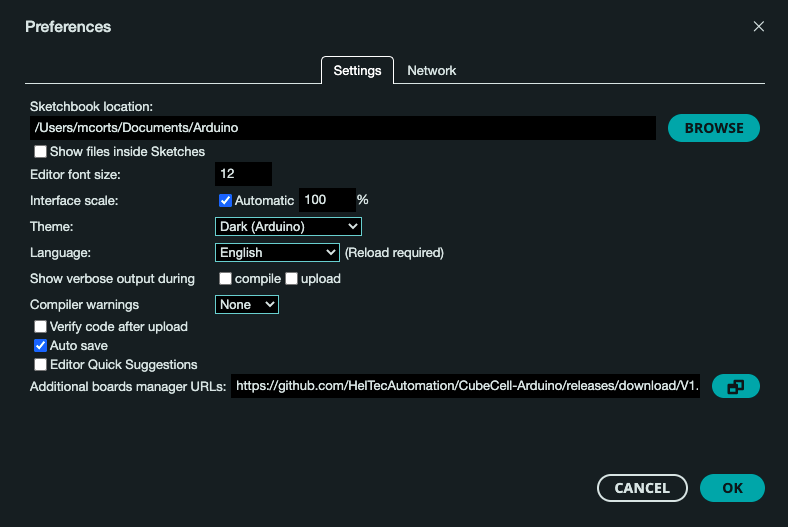 Preferences
Settings Network
Sketchbook location:
/Users/mcorts/Documents/Arduino BROWSE
Show files inside Sketches
Editor font size: 12
Interface scale: Automatic 100 %
Theme: Dark (Arduino)
Language: English (Reload required)
Show verbose output during compile upload
Compiler warnings None
Verify code after upload
Auto save
Editor Quick Suggestions
Additional boards manager URLs: https://github.com/HelTecAutomation/CubeCell-Arduino/releases/download/V1.
CANCEL OK